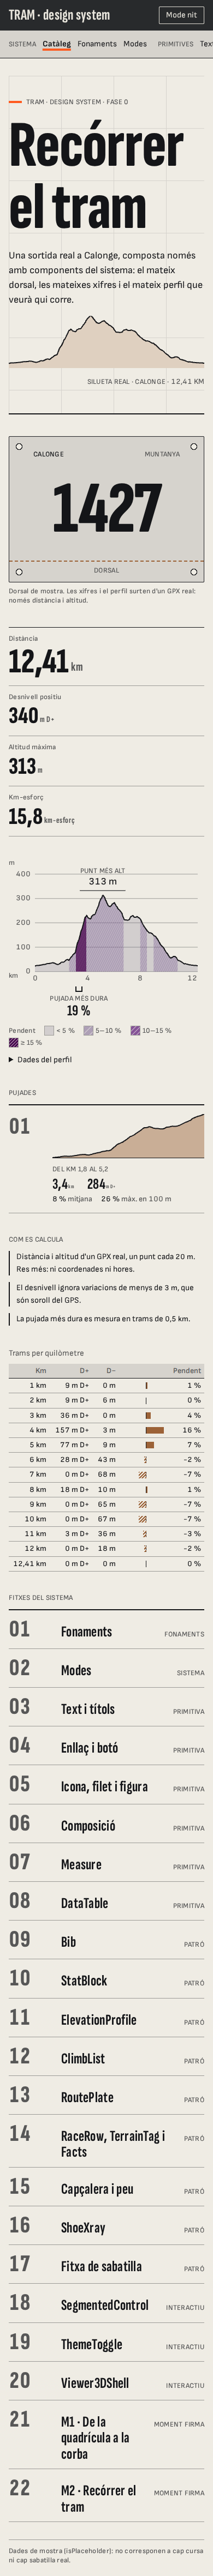 TRAM · design system
Mode nit
SISTEMA Catàleg Fonaments Modes PRIMITIVES
TRAM · DESIGN SYSTEM · FASE 0
Recórrer
el tram
Una sortida real a Calonge, composta només
amb components del sistema: el mateix
dorsal, les mateixes xifres i el mateix perfil que
veurà qui corre.
SILUETA REAL · CALONGE · 12,41 KM
CALONGE
MUNTANYA
1427
DORSAL
Dorsal de mostra. Les xifres i el perfil surten d'un GPX real:
només distància i altitud.
Distància
12,41 km
Desnivell positiu
340 m D+
Altitud màxima
313 m
Km-esforç
15,8 km-esforç
m
PUNT MÉS ALT
313 m
400
300
200
100
0
km
0 4 8 12
PUJADA MÉS DURA
19 %
Pendent < 5 % 5–10 % 10–15 %
≥ 15 %
Dades del perfil
PUJADES
01
DEL KM 1,8 AL 5,2
3,4 km 284 m D+
8 % mitjana 26 % màx. en 100 m
COM ES CALCULA
Distància i altitud d'un GPX real, un punt cada 20 m.
Res més: ni coordenades ni hores.
El desnivell ignora variacions de menys de 3 m, que
són soroll del GPS.
La pujada més dura es mesura en trams de 0,5 km.
Trams per quilòmetre
Km D+ D− Pendent
1 km 9 m D+ 0 m 1 %
2 km 9 m D+ 6 m 0 %
3 km 36 m D+ 0 m 4 %
4 km 157 m D+ 3 m 16 %
5 km 77 m D+ 9 m 7 %
6 km 28 m D+ 43 m -2 %
7 km 0 m D+ 68 m -7 %
8 km 18 m D+ 10 m 1 %
9 km 0 m D+ 65 m -7 %
10 km 0 m D+ 67 m -7 %
11 km 3 m D+ 36 m -3 %
12 km 0 m D+ 18 m -2 %
12,41 km 0 m D+ 0 m 0 %
FITXES DEL SISTEMA
01 Fonaments FONAMENTS
02 Modes SISTEMA
03 Text i títols PRIMITIVA
04 Enllaç i botó PRIMITIVA
05 Icona, filet i figura PRIMITIVA
06 Composició PRIMITIVA
07 Measure PRIMITIVA
08 DataTable PRIMITIVA
09 Bib PATRÓ
10 StatBlock PATRÓ
11 ElevationProfile PATRÓ
12 ClimbList PATRÓ
13 RoutePlate PATRÓ
14 RaceRow, TerrainTag i PATRÓ
Facts
15 Capçalera i peu PATRÓ
16 ShoeXray PATRÓ
17 Fitxa de sabatilla PATRÓ
18 SegmentedControl INTERACTIU
19 ThemeToggle INTERACTIU
20 Viewer3DShell INTERACTIU
21 M1 · De la MOMENT FIRMA
quadrícula a la
corba
22 M2 · Recórrer el MOMENT FIRMA
tram
Dades de mostra (isPlaceholder): no corresponen a cap cursa
ni cap sabatilla real.